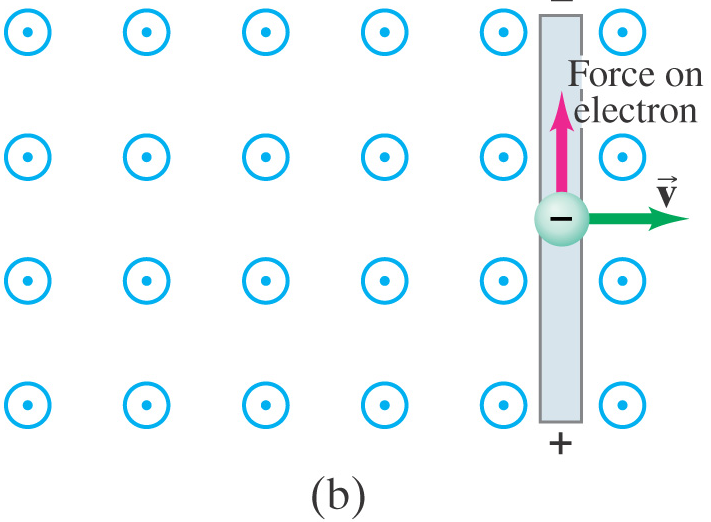 −
Force on
electron
v⃗
−
+
(b)